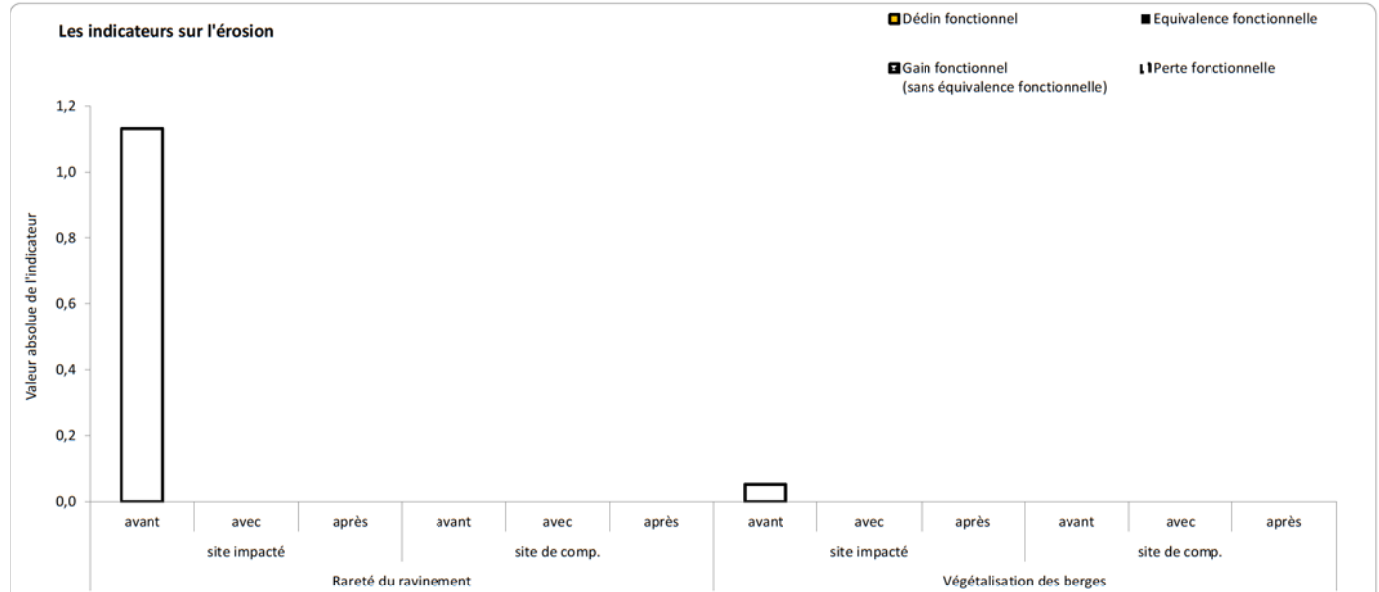 Les indicateurs sur l'érosion
Déclin fonctionnel
Equivalence fonctionnelle
Gain fonctionnel
(sans équivalence fonctionnelle)
Perte fonctionnelle
Valeur absolue de l'indicateur
1,2
1,0
0,8
0,6
0,4
0,2
0,0
avant avec après avant avec après avant avec après avant avec après
site impacté site de comp. site impacté site de comp.
Rareté du ravinement Végétalisation des berges